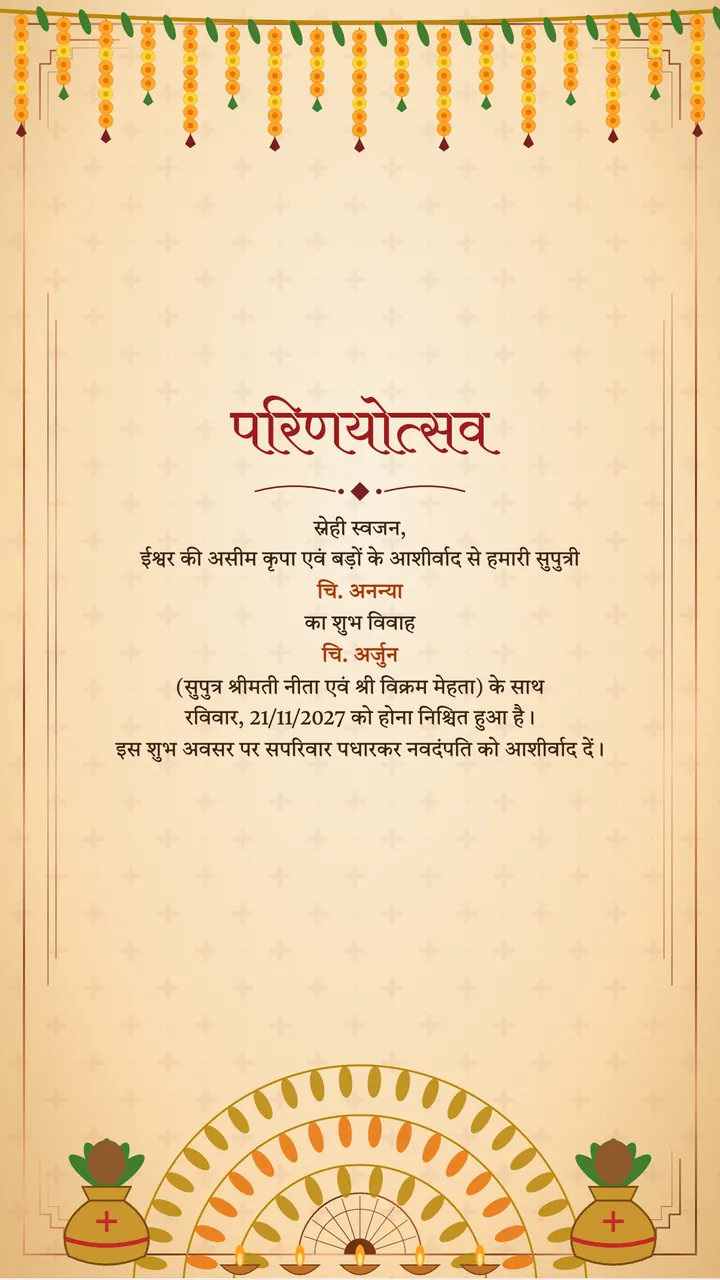 परिणयोत्सव
स्नेही स्वजन,
ईश्वर की असीम कृपा एवं बड़ों के आशीर्वाद से हमारी सुपुत्री
चि. अनन्या
का शुभ विवाह
चि. अर्जुन
(सुपुत्र श्रीमती नीता एवं श्री विक्रम मेहता) के साथ
रविवार, 21/11/2027 को होना निश्चित हुआ है।
इस शुभ अवसर पर सपरिवार पधारकर नवदंपति को आशीर्वाद दें।